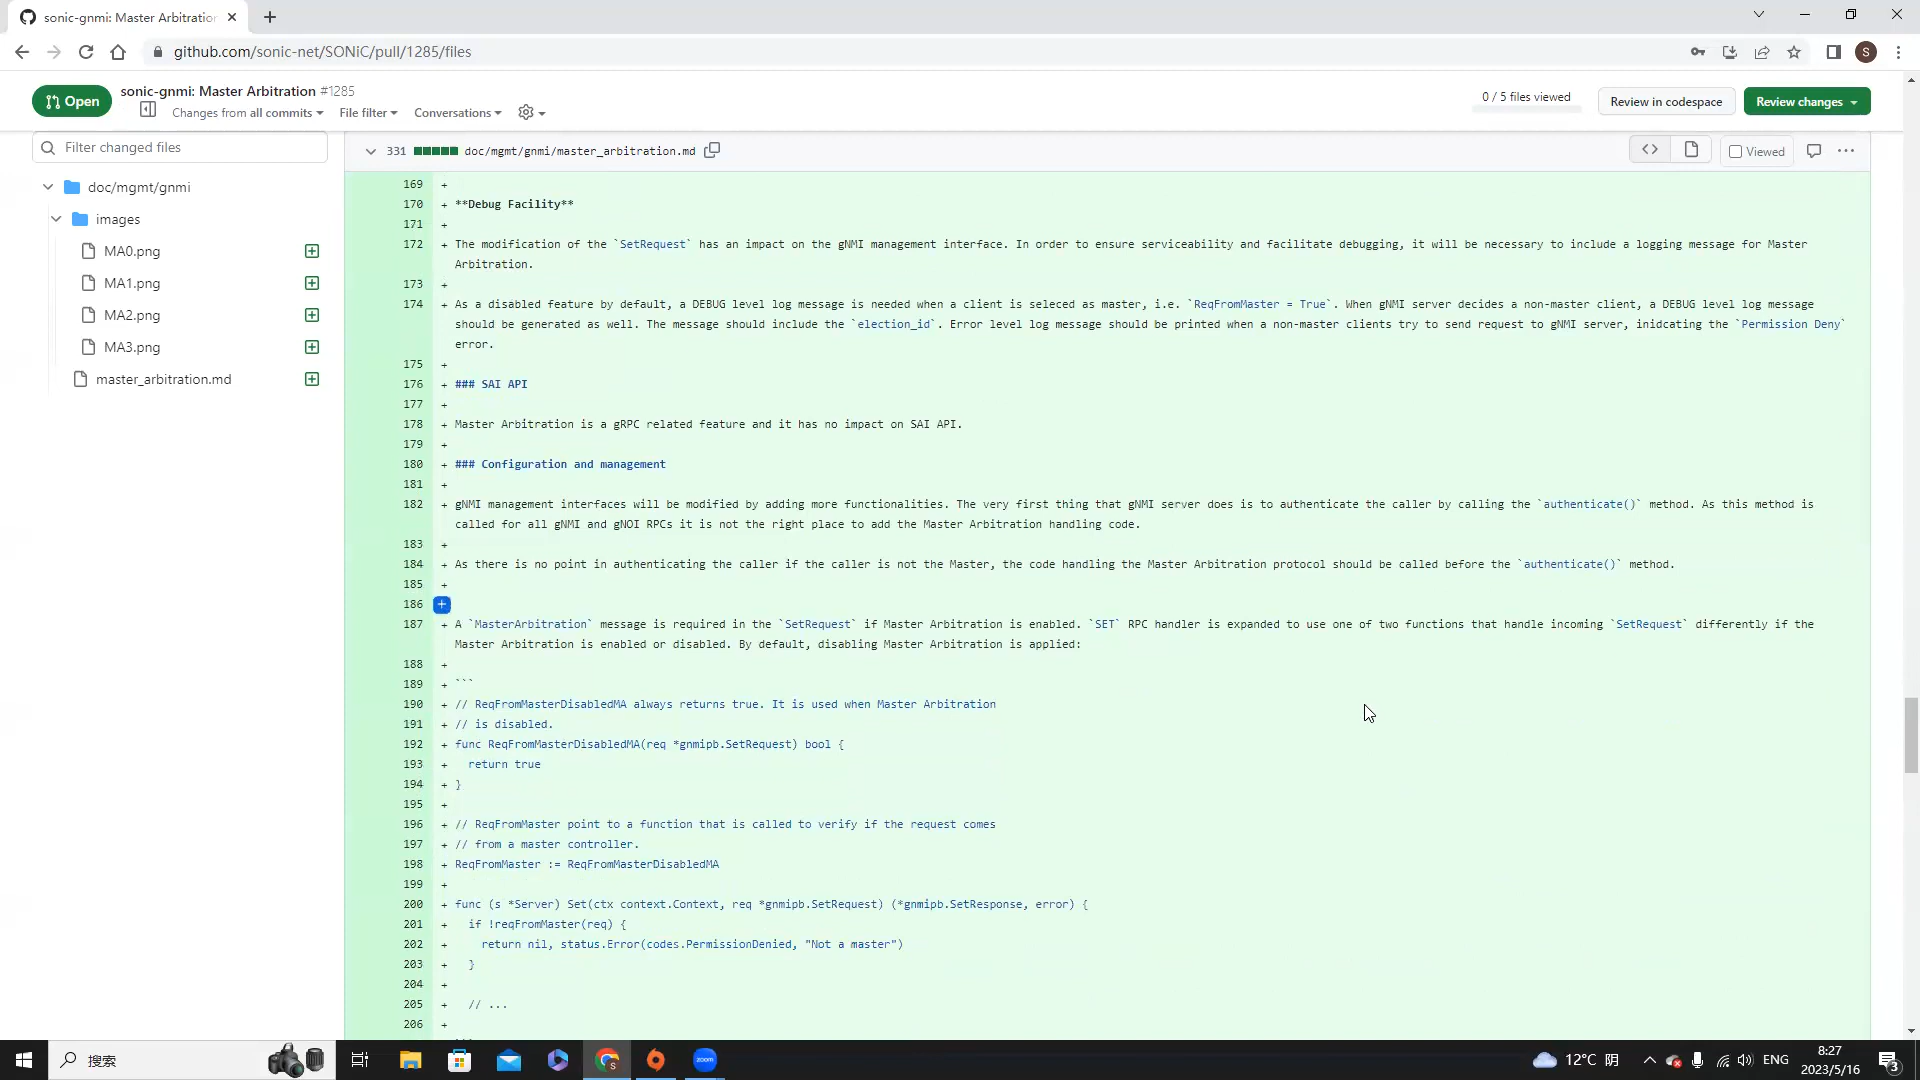 sonic-gnmi: Master Arbitration
github.com/sonic-net/SONiC/pull/1285/files
S
Open
sonic-gnmi: Master Arbitration #1285
Changes from all commits
File filter
Conversations
0 / 5 files viewed
Review in codespace
Review changes
Filter changed files
doc/mgmt/gnmi
images
MA0.png
MA1.png
MA2.png
MA3.png
master_arbitration.md
331 doc/mgmt/gnmi/master_arbitration.md
Viewed
169 +
170 + **Debug Facility**
171 +
172 + The modification of the `SetRequest` has an impact on the gNMI management interface. In order to ensure serviceability and facilitate debugging, it will be necessary to include a logging message for Master
Arbitration.
173 +
174 + As a disabled feature by default, a DEBUG level log message is needed when a client is seleced as master, i.e. `ReqFromMaster = True`. When gNMI server decides a non-master client, a DEBUG level log message
should be generated as well. The message should include the `election_id`. Error level log message should be printed when a non-master clients try to send request to gNMI server, inidcating the `Permission Deny`
error.
175 +
176 + ### SAI API
177 +
178 + Master Arbitration is a gRPC related feature and it has no impact on SAI API.
179 +
180 + ### Configuration and management
181 +
182 + gNMI management interfaces will be modified by adding more functionalities. The very first thing that gNMI server does is to authenticate the caller by calling the `authenticate()` method. As this method is
called for all gNMI and gNOI RPCs it is not the right place to add the Master Arbitration handling code.
183 +
184 + As there is no point in authenticating the caller if the caller is not the Master, the code handling the Master Arbitration protocol should be called before the `authenticate()` method.
185 +
186 +
187 + A `MasterArbitration` message is required in the `SetRequest` if Master Arbitration is enabled. `SET` RPC handler is expanded to use one of two functions that handle incoming `SetRequest` differently if the
Master Arbitration is enabled or disabled. By default, disabling Master Arbitration is applied:
188 +
189 + ```
190 + // ReqFromMasterDisabledMA always returns true. It is used when Master Arbitration
191 + // is disabled.
192 + func ReqFromMasterDisabledMA(req *gnmipb.SetRequest) bool {
193 + return true
194 + }
195 +
196 + // ReqFromMaster point to a function that is called to verify if the request comes
197 + // from a master controller.
198 + ReqFromMaster := ReqFromMasterDisabledMA
199 +
200 + func (s *Server) Set(ctx context.Context, req *gnmipb.SetRequest) (*gnmipb.SetResponse, error) {
201 + if !reqFromMaster(req) {
202 + return nil, status.Error(codes.PermissionDenied, "Not a master")
203 + }
204 +
205 + // ...
206 +
搜索
zoom
12°C 阴
ENG
8:27
2023/5/16
3